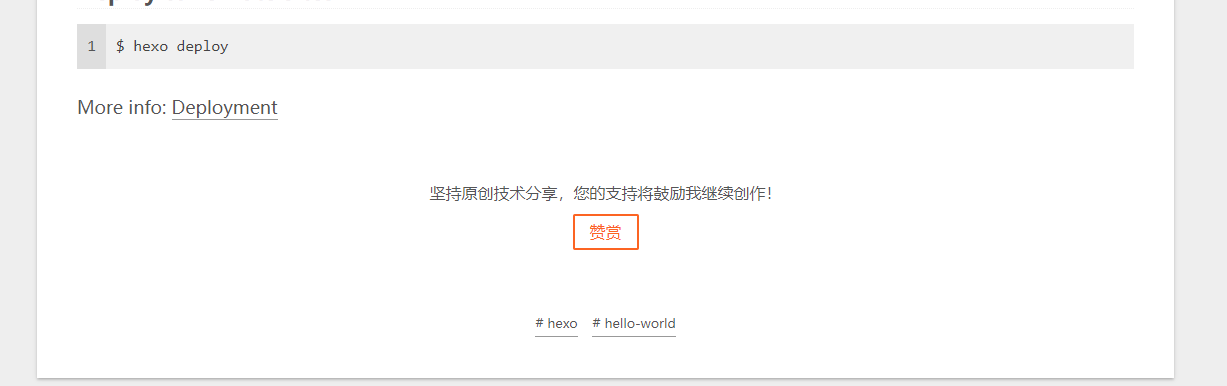 1 $ hexo deploy
More info: Deployment
坚持原创技术分享，您的支持将鼓励我继续创作！
赞赏
# hexo # hello-world